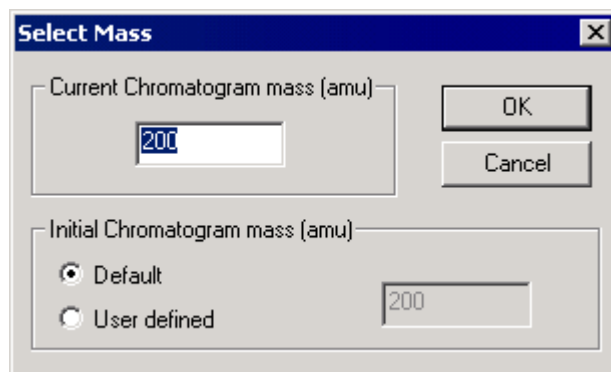 Select Mass
Current Chromatogram mass (amu)
200
OK
Cancel
Initial Chromatogram mass (amu)
Default
User defined
200